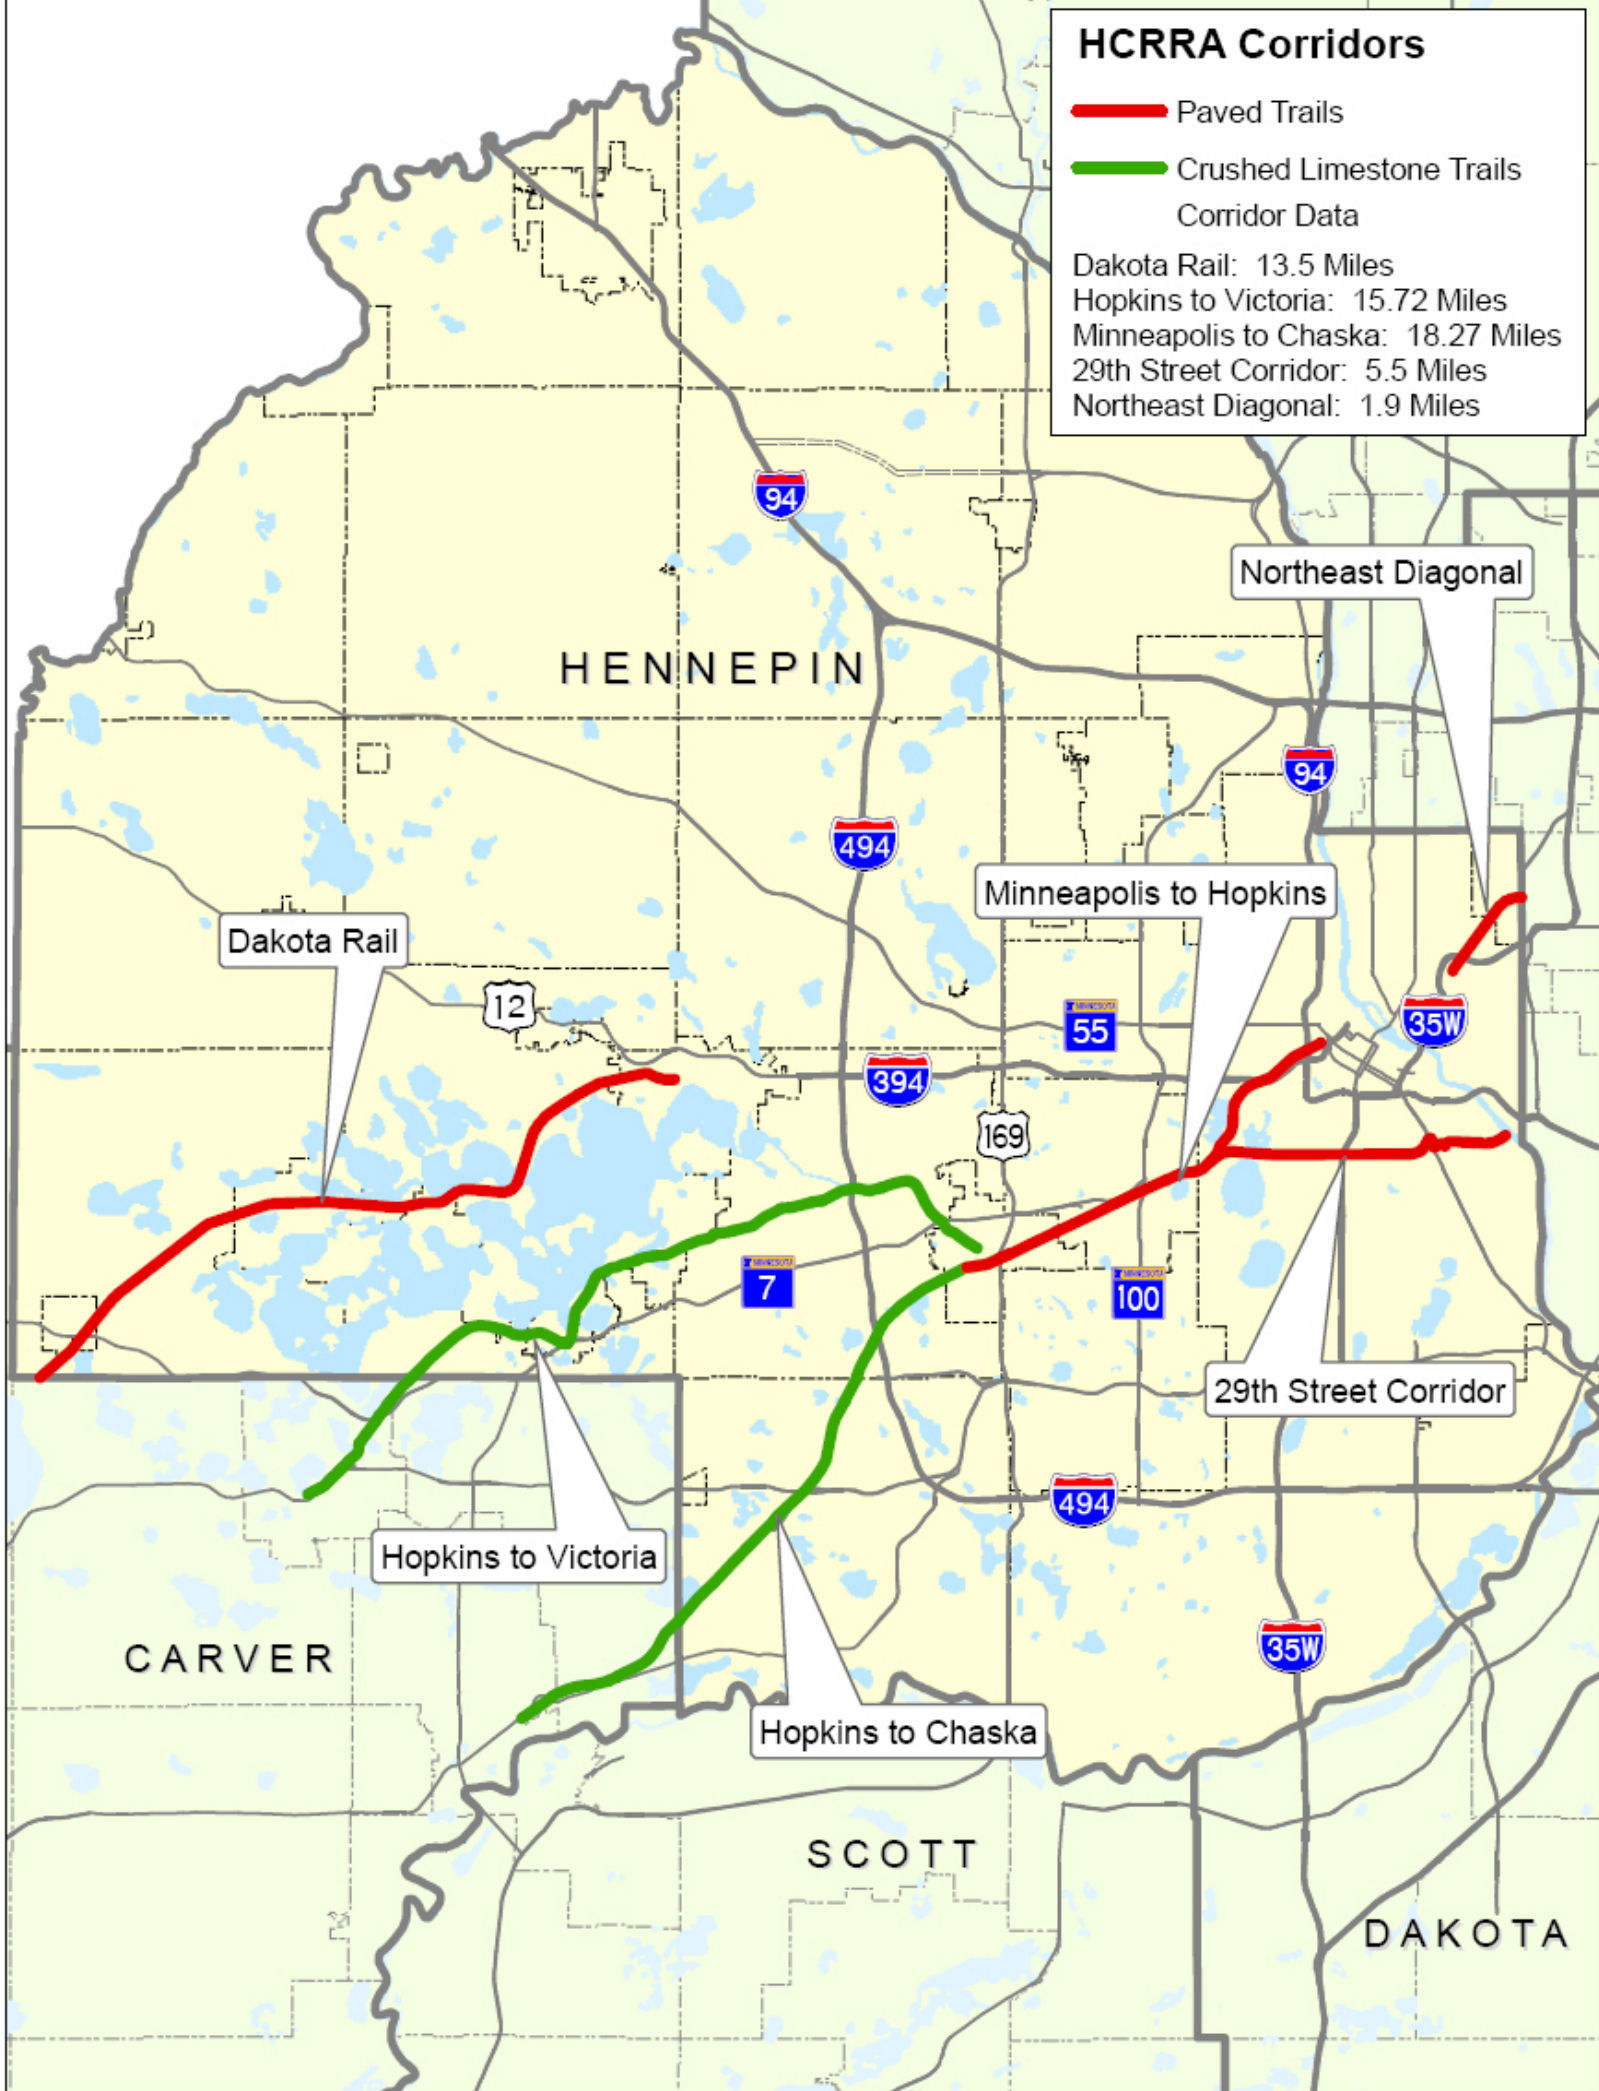 HCRRA Corridors
Paved Trails
Crushed Limestone Trails
Corridor Data
Dakota Rail: 13.5 Miles
Hopkins to Victoria: 15.72 Miles
Minneapolis to Chaska: 18.27 Miles
29th Street Corridor: 5.5 Miles
Northeast Diagonal: 1.9 Miles
94
Northeast Diagonal
HENNEPIN
94
494
Minneapolis to Hopkins
Dakota Rail
12
MINNESOTA
55
35W
394
169
MINNESOTA
7
MINNESOTA
100
29th Street Corridor
494
Hopkins to Victoria
35W
CARVER
Hopkins to Chaska
SCOTT
DAKOTA